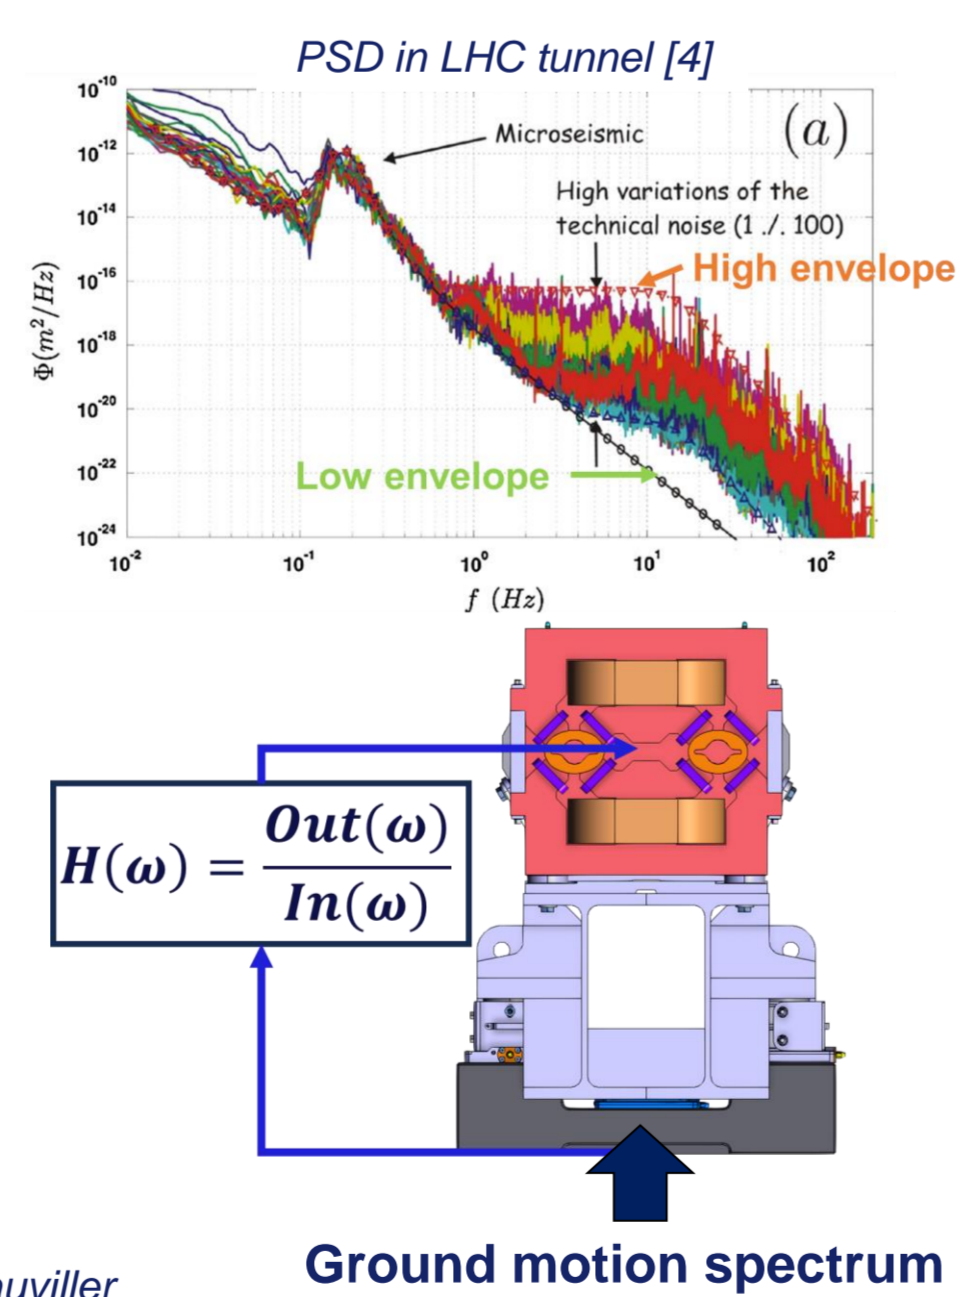 PSD in LHC tunnel [4]
(a)
Microseismic
High variations of the
technical noise (1 ./. 100)
High envelope
Low envelope
Φ(m²/Hz)
10⁻¹⁰
10⁻¹²
10⁻¹⁴
10⁻¹⁶
10⁻¹⁸
10⁻²⁰
10⁻²²
10⁻²⁴
10⁻² 10⁻¹ 10⁰ 10¹ 10²
f (Hz)
H(ω) = Out(ω) / In(ω)
Ground motion spectrum
uviller